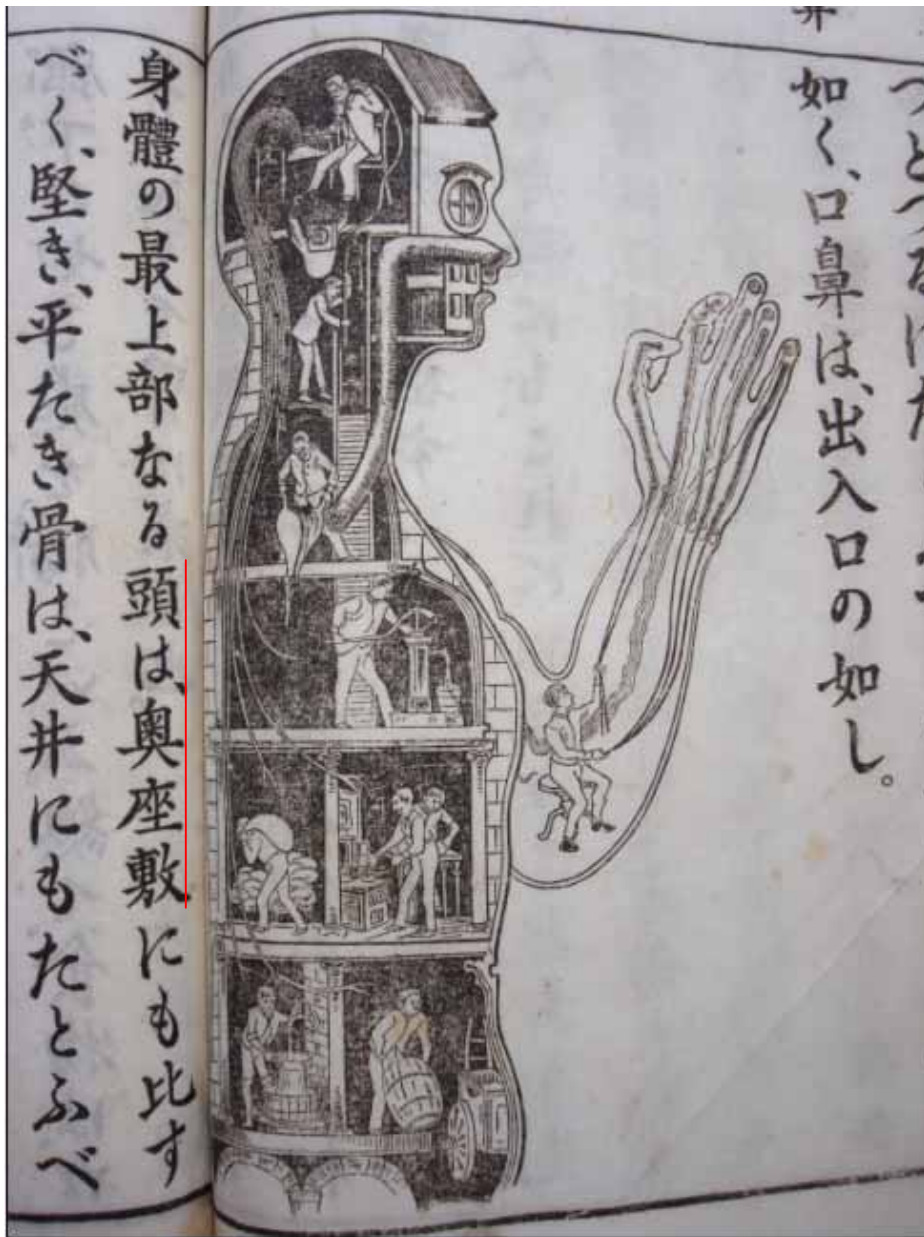 如く、口鼻は、出入口の如し。
身體の最上部なる頭は、奥座敷にも比す
べく、堅き、平たき骨は、天井にもたとふべ